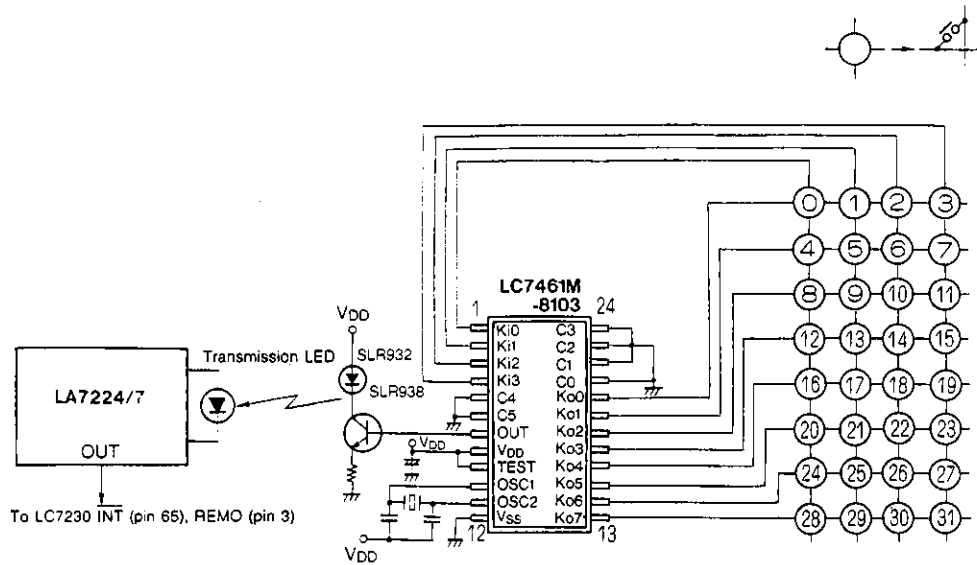 0 1 2 3
4 5 6 7
8 9 10 11
12 13 14 15
16 17 18 19
20 21 22 23
24 25 26 27
28 29 30 31
LC7461M
-8103
1 24
Ki0 C3
Ki1 C2
Ki2 C1
Ki3 C0
C4 Ko0
C5 Ko1
OUT Ko2
VDD Ko3
TEST Ko4
OSC1 Ko5
OSC2 Ko6
VSS Ko7
12 13
VDD
Transmission LED
SLR932
SLR938
LA7224/7
OUT
VDD
To LC7230 INT (pin 65), REMO (pin 3)
VDD